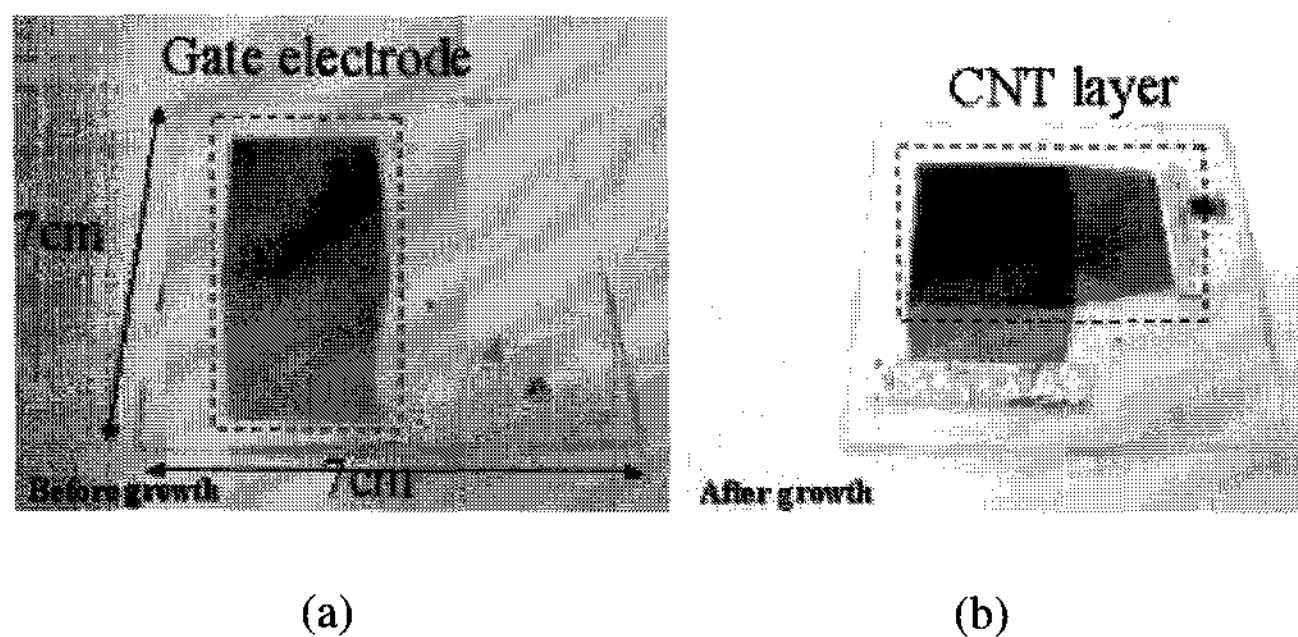 Gate electrode
7cm
7cm
Before growth
(a)
CNT layer
After growth
(b)